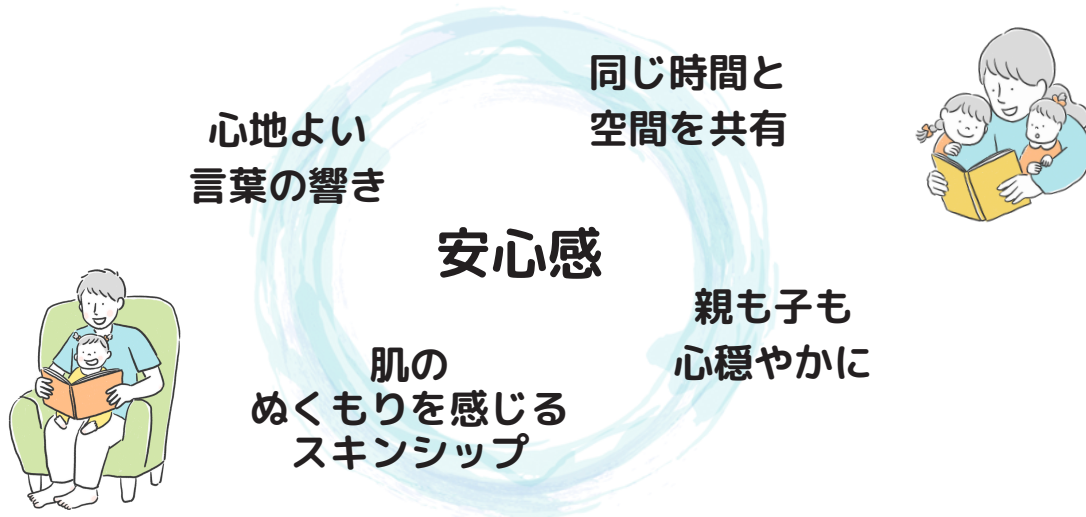 心地よい
言葉の響き
同じ時間と
空間を共有
安心感
親も子も
心穏やかに
肌の
ぬくもりを感じる
スキンシップ